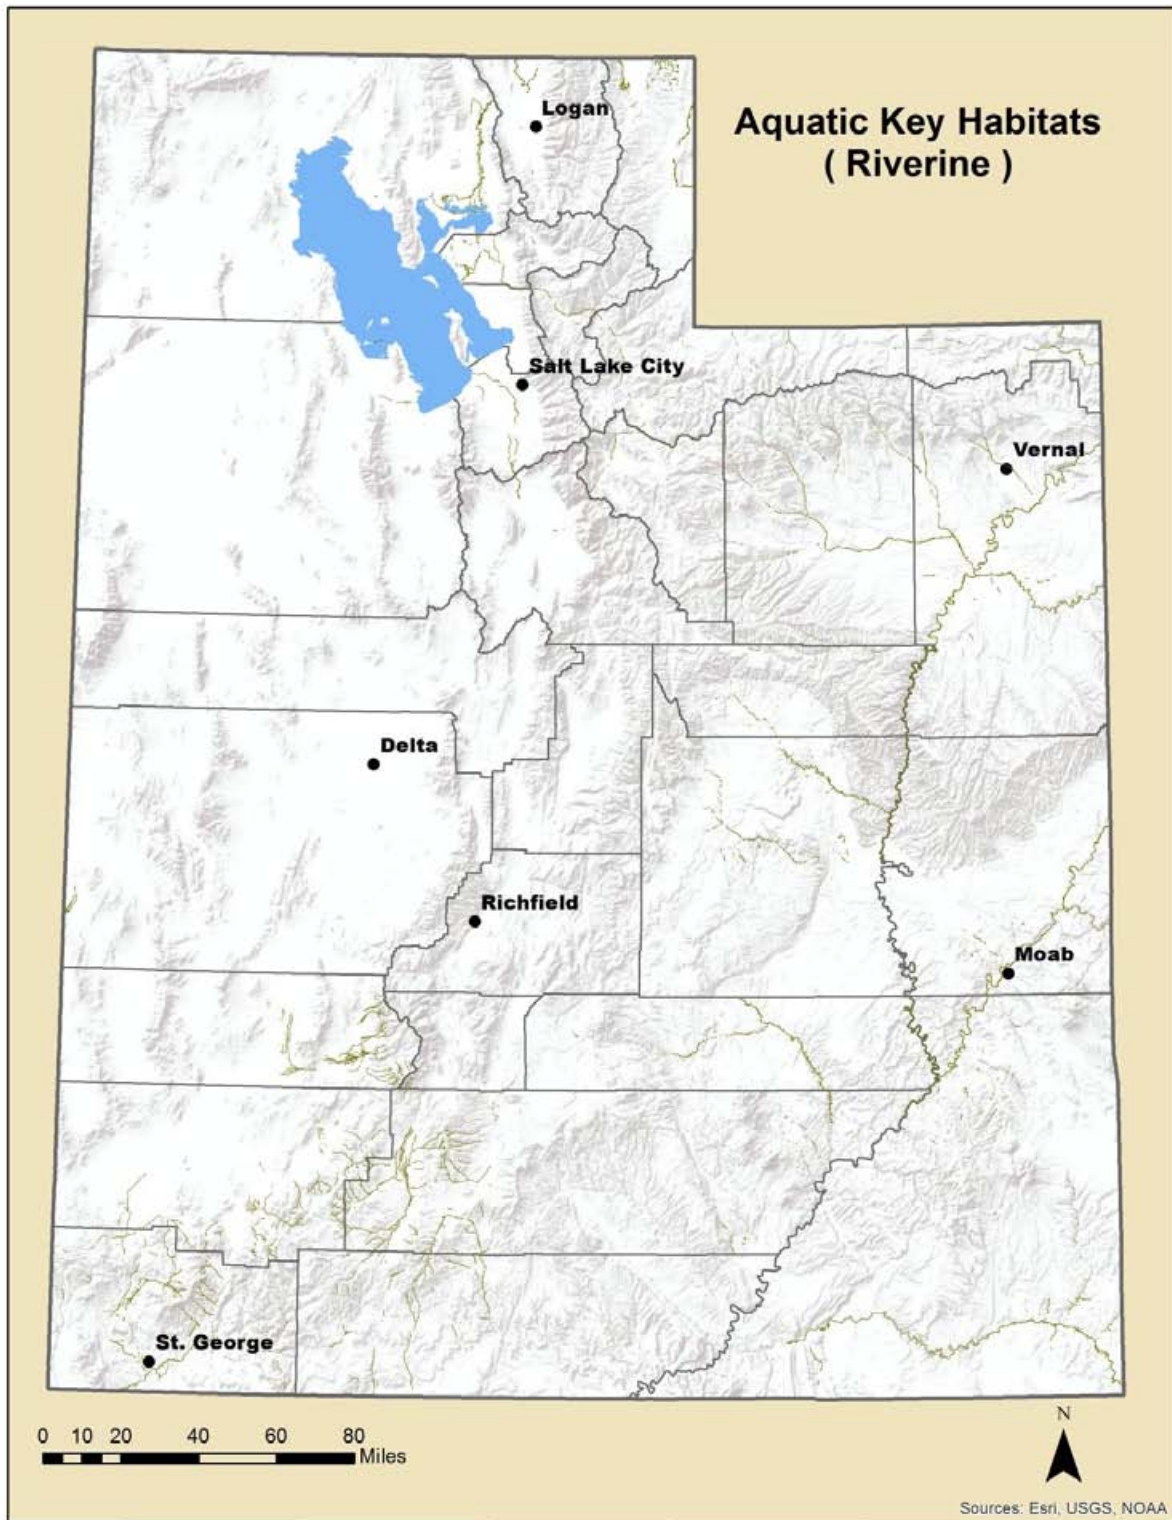 Aquatic Key Habitats
( Riverine )
Logan
Salt Lake City
Vernal
Delta
Richfield
Moab
St. George
0 10 20 40 60 80
Miles
N
Sources: Esri, USGS, NOAA